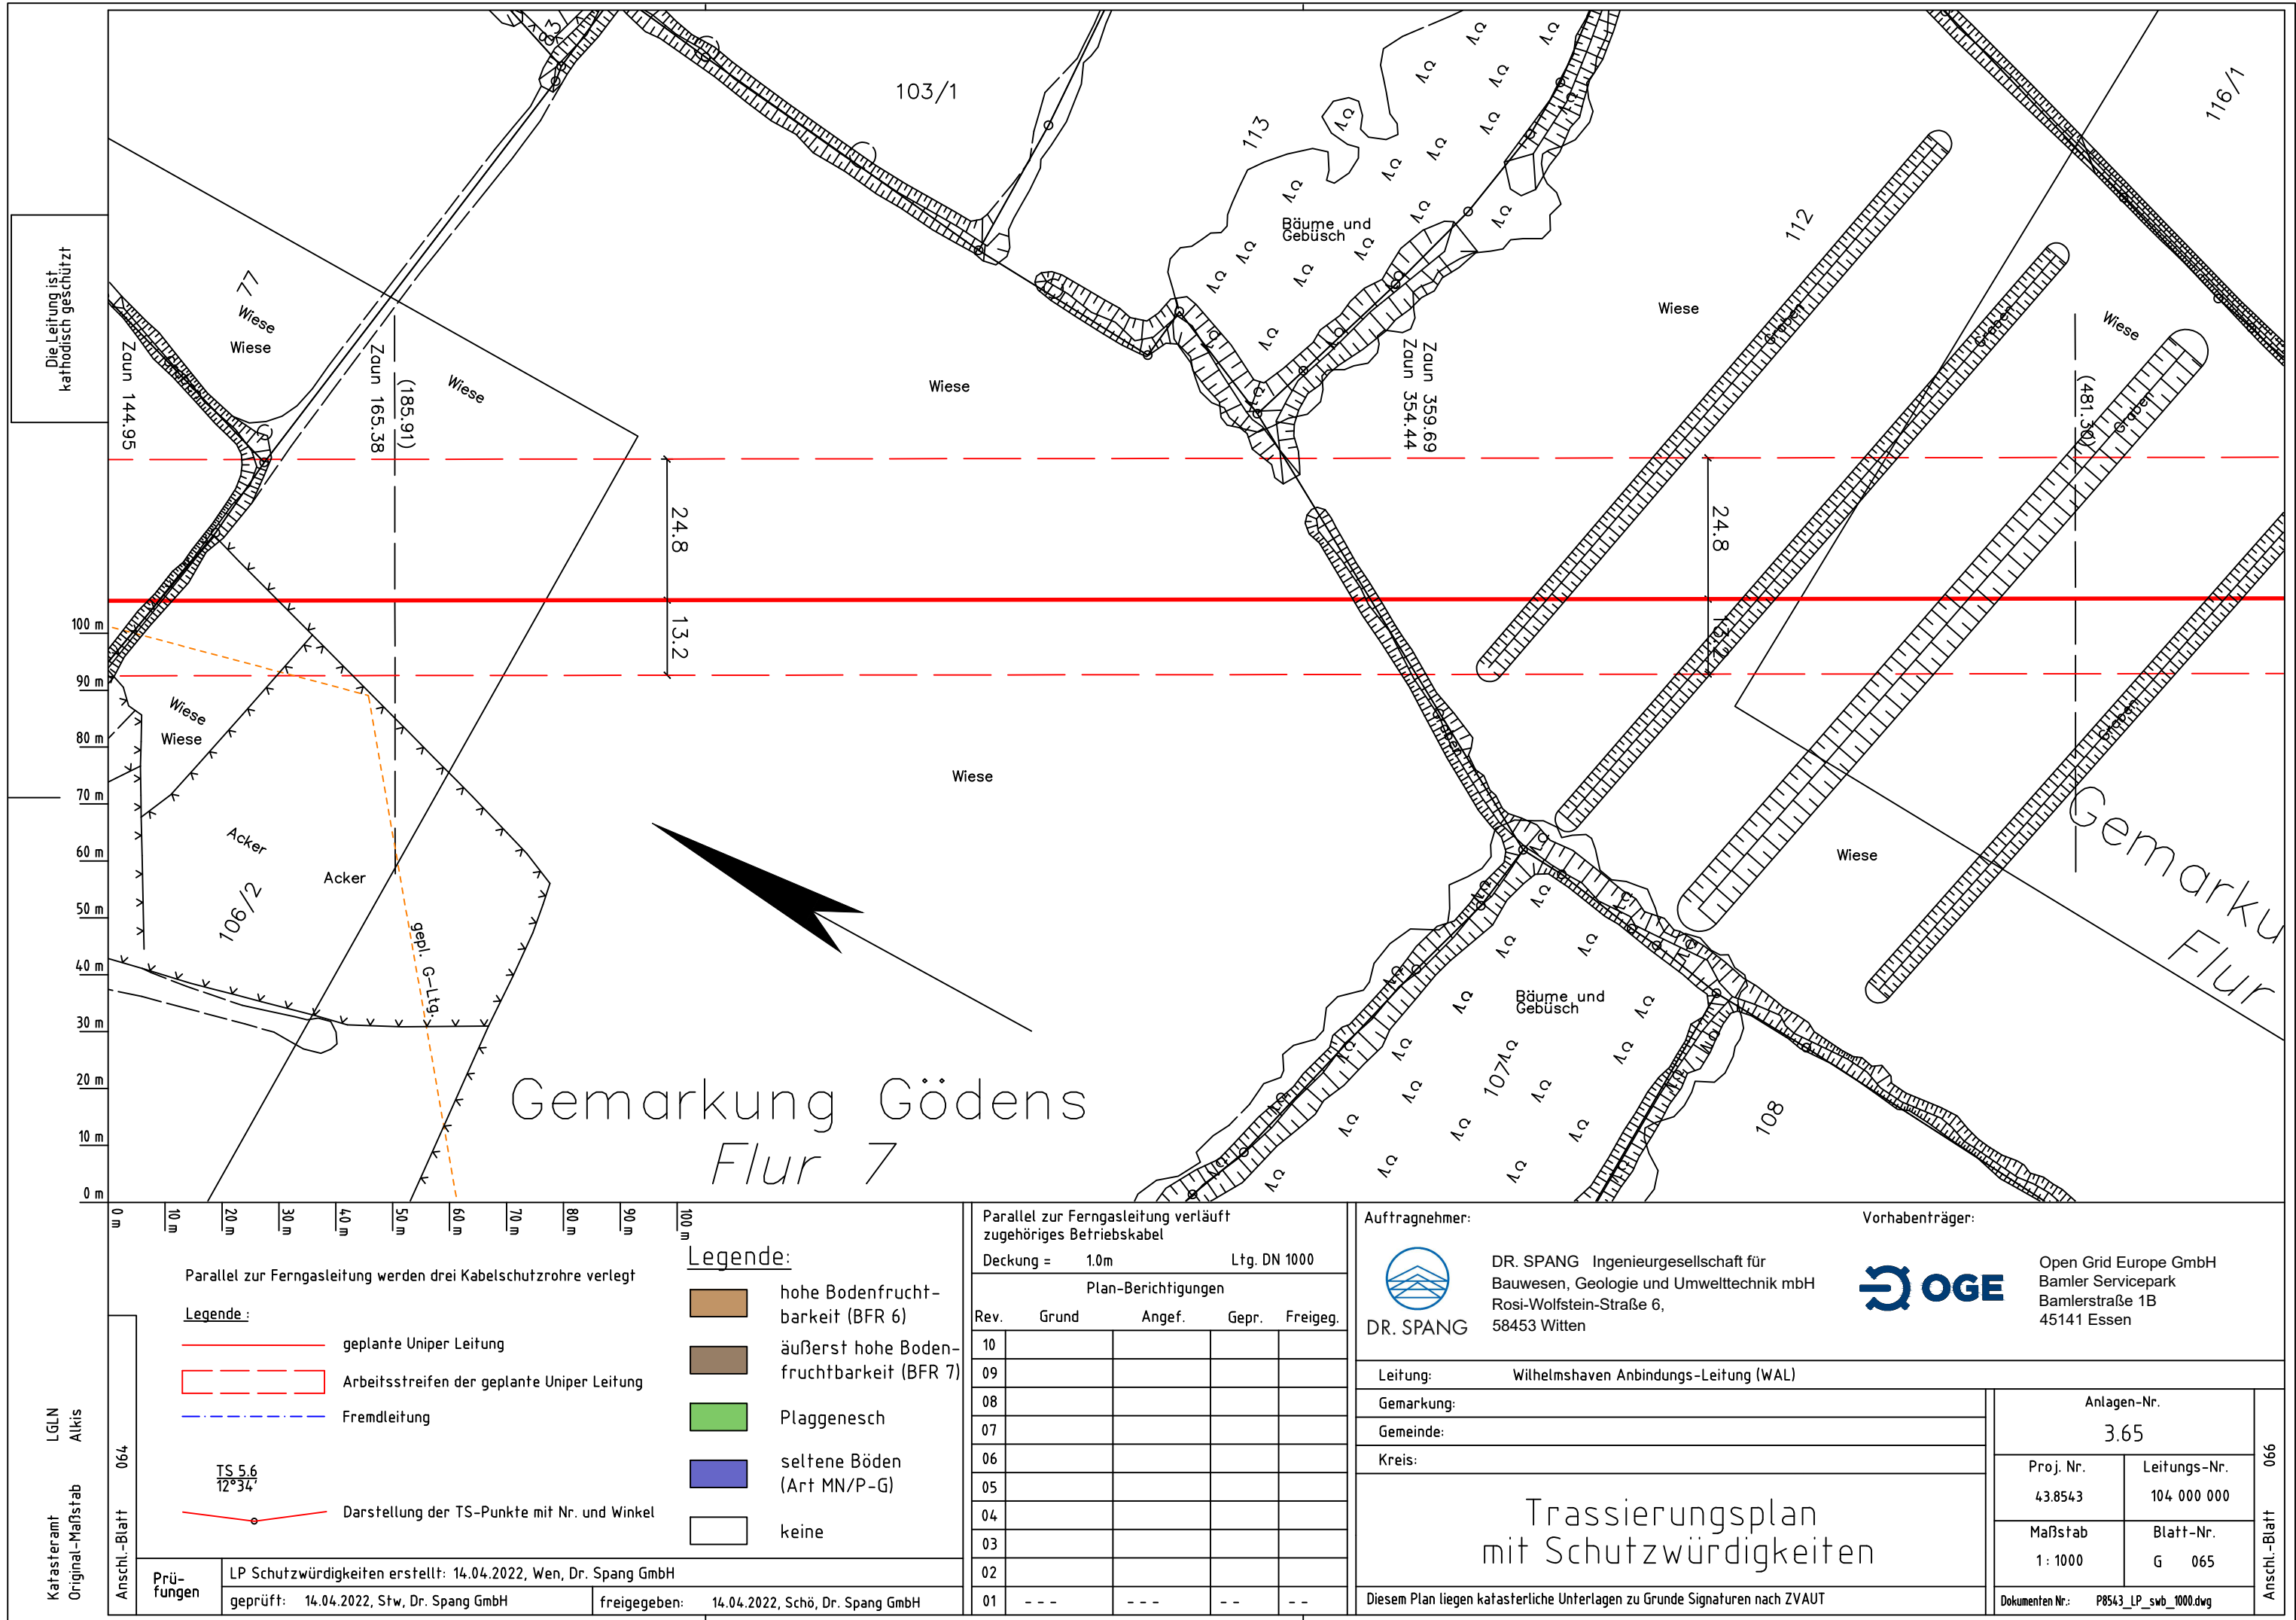 83
103/1
113
116/1
112
Bäume und
Gebüsch
Die Leitung ist
kathodisch geschützt
77
Wiese
Wiese
Zaun 144.95
Zaun 165.38
(185.91)
Wiese
Wiese
Zaun 359.69
Zaun 354.44
Wiese
Graben
Graben
Graben
Wiese
(481.30)
24.8
13.2
24.8
100 m
90 m
80 m
70 m
60 m
50 m
40 m
30 m
20 m
10 m
0 m
Wiese
Wiese
Acker
Acker
106/2
gepl. G-Ltg.
Wiese
Graben
Graben
Wiese
Gemarku
Flur
Bäume und
Gebüsch
107
108
Gemarkung Gödens
Flur 7
0 m
10 m
20 m
30 m
40 m
50 m
60 m
70 m
80 m
90 m
100 m
Parallel zur Ferngasleitung werden drei Kabelschutzrohre verlegt
Legende :
geplante Uniper Leitung
Arbeitsstreifen der geplante Uniper Leitung
Fremdleitung
TS 5.6
12°34'
Darstellung der TS-Punkte mit Nr. und Winkel
Legende:
hohe Bodenfrucht-
barkeit (BFR 6)
äußerst hohe Boden-
fruchtbarkeit (BFR 7)
Plaggenesch
seltene Böden
(Art MN/P-G)
keine
Katasteramt LGLN
Original-Maßstab Alkis
Anschl.-Blatt 064
Prü-
fungen
LP Schutzwürdigkeiten erstellt: 14.04.2022, Wen, Dr. Spang GmbH
geprüft: 14.04.2022, Stw, Dr. Spang GmbH
freigegeben: 14.04.2022, Schö, Dr. Spang GmbH
Parallel zur Ferngasleitung verläuft
zugehöriges Betriebskabel
Deckung = 1.0m Ltg. DN 1000
Plan-Berichtigungen
Rev. Grund Angef. Gepr. Freigeg.
10
09
08
07
06
05
04
03
02
01 --- --- -- --
Auftragnehmer:
DR. SPANG
DR. SPANG Ingenieurgesellschaft für
Bauwesen, Geologie und Umwelttechnik mbH
Rosi-Wolfstein-Straße 6,
58453 Witten
Vorhabenträger:
OGE
Open Grid Europe GmbH
Bamler Servicepark
Bamlerstraße 1B
45141 Essen
Leitung: Wilhelmshaven Anbindungs-Leitung (WAL)
Gemarkung:
Gemeinde:
Kreis:
Trassierungsplan
mit Schutzwürdigkeiten
Diesem Plan liegen katasterliche Unterlagen zu Grunde Signaturen nach ZVAUT
Anlagen-Nr.
3.65
Proj. Nr. Leitungs-Nr.
43.8543 104 000 000
Maßstab Blatt-Nr.
1 : 1000 G 065
Dokumenten Nr.: P8543_LP_swb_1000.dwg
Anschl.-Blatt 066